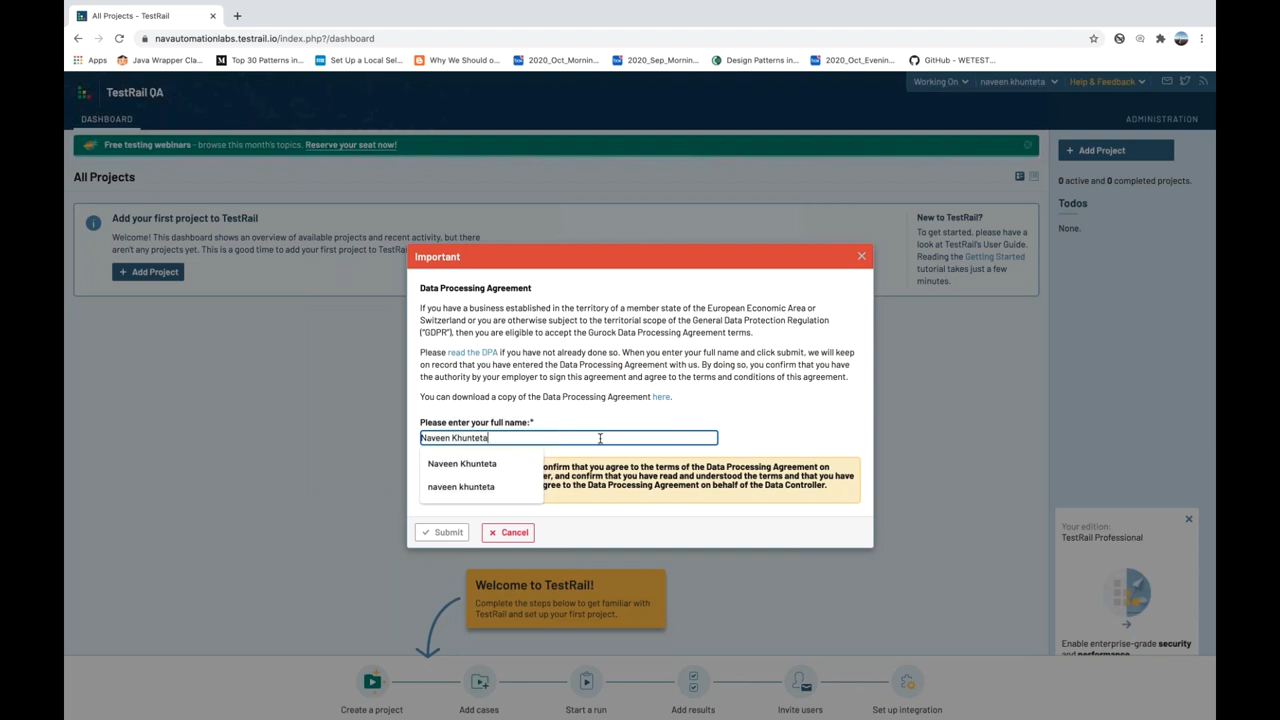 All Projects - TestRail
navautomationlabs.testrail.io/index.php?/dashboard
Apps
Java Wrapper Cla...
Top 30 Patterns in...
Set Up a Local Sel...
Why We Should o...
2020_Oct_Mornin...
2020_Sep_Mornin...
Design Patterns in...
2020_Oct_Evenin...
GitHub - WETEST...
TestRail QA
Working On
naveen khunteta
Help & Feedback
DASHBOARD
ADMINISTRATION
Free testing webinars - browse this month's topics. Reserve your seat now!
+ Add Project
All Projects
0 active and 0 completed projects.
Todos
None.
Add your first project to TestRail
Welcome! This dashboard shows an overview of available projects and recent activity, but there
aren't any projects yet. This is a good time to add your first project to TestRail
+ Add Project
New to TestRail?
To get started, please have a
look at TestRail's User Guide.
Reading the Getting Started
tutorial takes just a few
minutes.
Important
Data Processing Agreement
If you have a business established in the territory of a member state of the European Economic Area or
Switzerland or you are otherwise subject to the territorial scope of the General Data Protection Regulation
("GDPR"), then you are eligible to accept the Gurock Data Processing Agreement terms.
Please read the DPA if you have not already done so. When you enter your full name and click submit, we will keep
on record that you have entered the Data Processing Agreement with us. By doing so, you confirm that you have
the authority by your employer to sign this agreement and agree to the terms and conditions of this agreement.
You can download a copy of the Data Processing Agreement here.
Please enter your full name:*
Naveen Khunteta
Naveen Khunteta
naveen khunteta
onfirm that you agree to the terms of the Data Processing Agreement on
er, and confirm that you have read and understood the terms and that you have
gree to the Data Processing Agreement on behalf of the Data Controller.
Submit
Cancel
Your edition:
TestRail Professional
Enable enterprise-grade security
and performance
Welcome to TestRail!
Complete the steps below to get familiar with
TestRail and set up your first project.
Create a project
Add cases
Start a run
Add results
Invite users
Set up integration